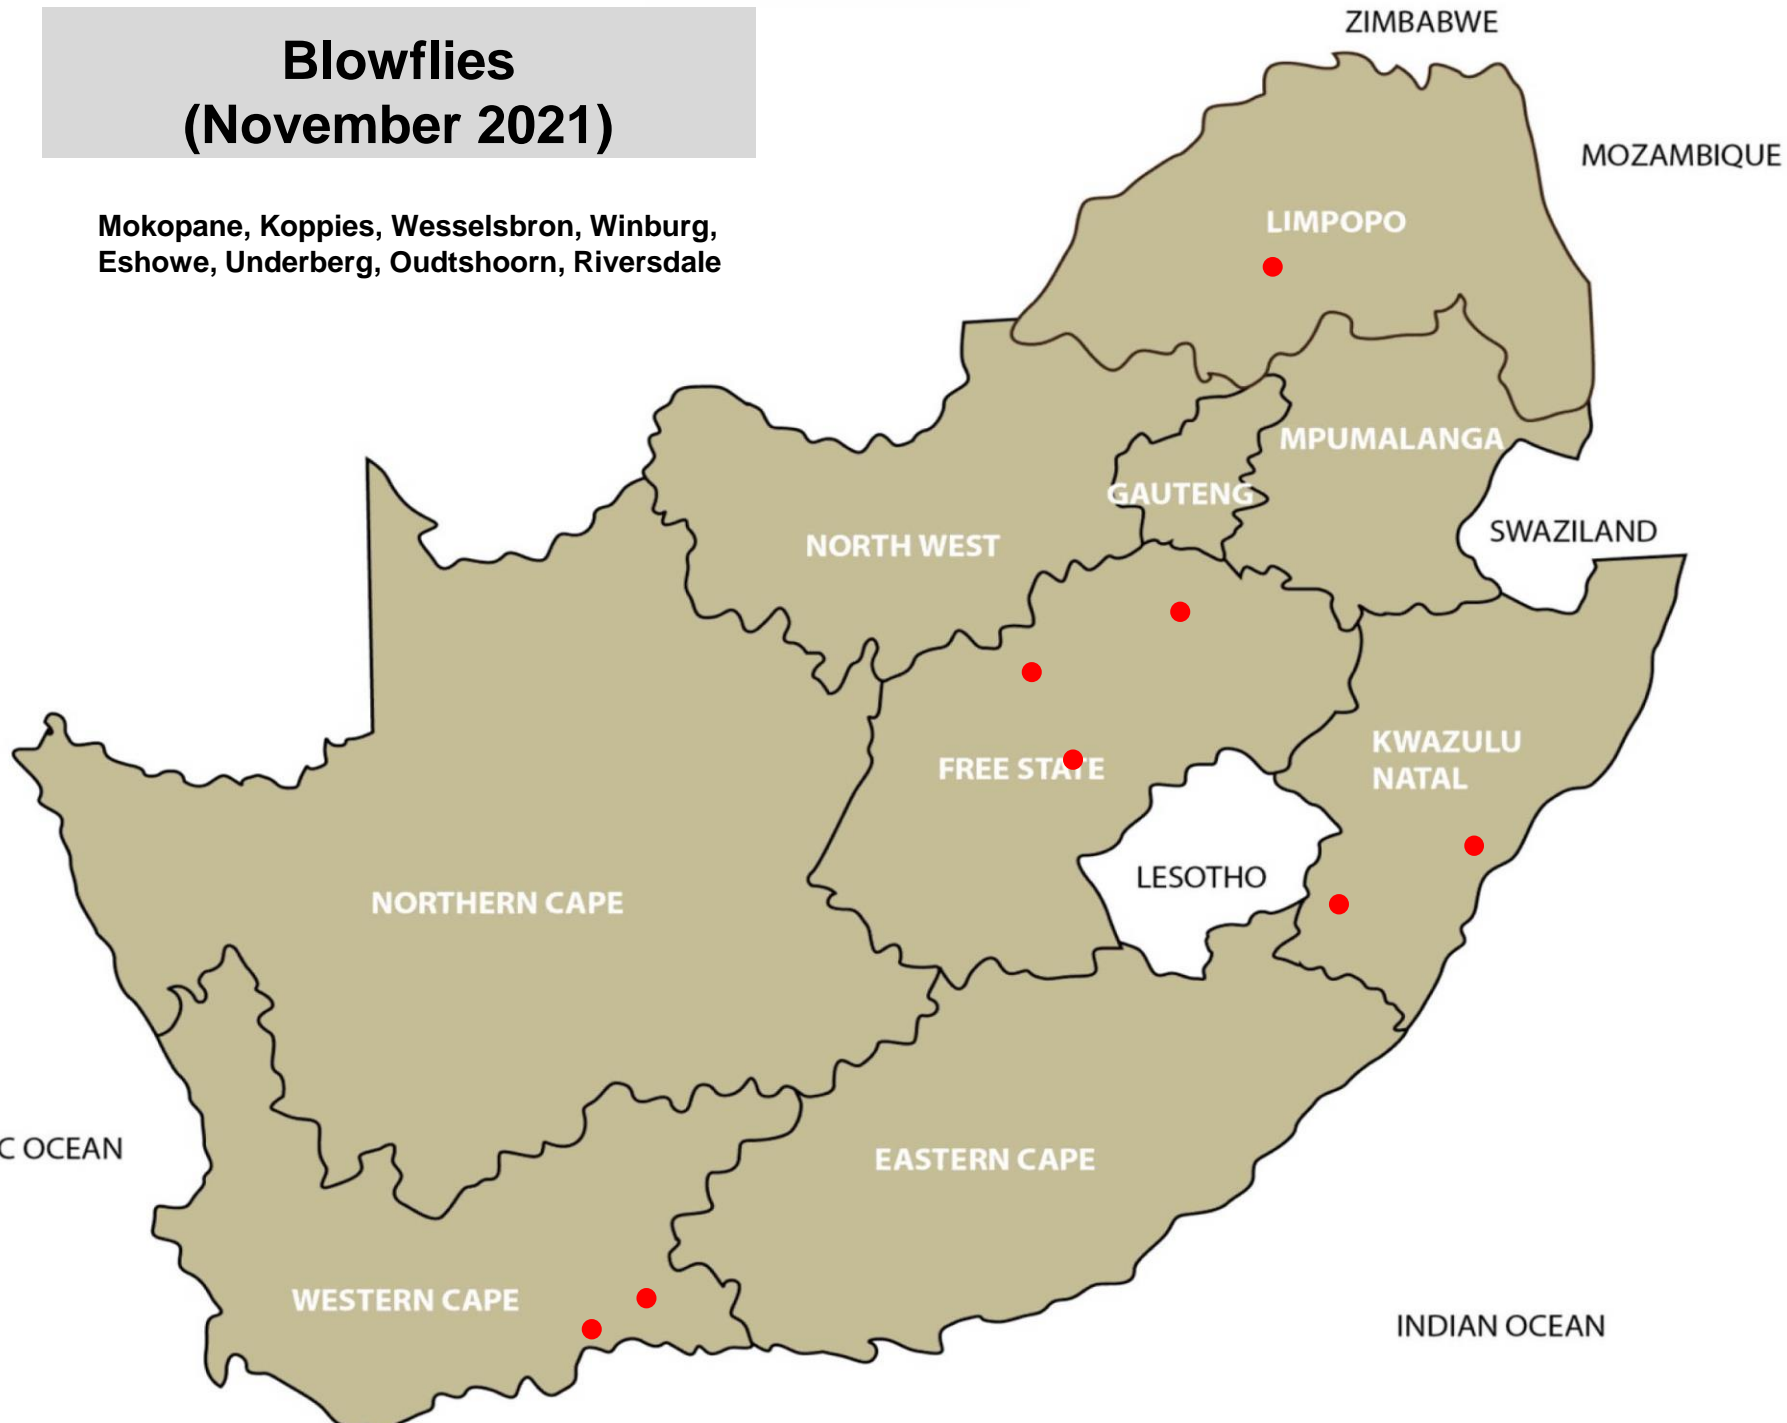 Blowflies
(November 2021)
Mokopane, Koppies, Wesselsbron, Winburg,
Eshowe, Underberg, Oudtshoorn, Riversdale
ZIMBABWE
MOZAMBIQUE
LIMPOPO
MPUMALANGA
GAUTENG
SWAZILAND
NORTH WEST
KWAZULU
NATAL
FREE STATE
LESOTHO
NORTHERN CAPE
C OCEAN
EASTERN CAPE
WESTERN CAPE
INDIAN OCEAN